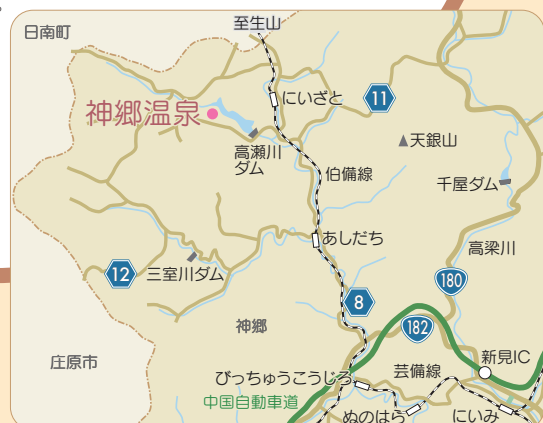 日南町
至生山
にいざと
11
神郷温泉
天銀山
高瀬川
ダム
伯備線
千屋ダム
あしだち
高梁川
12
三室川ダム
180
8
神郷
182
庄原市
新見IC
芸備線
びっちゅうこうじろ
中国自動車道
ぬのはら
にいみ